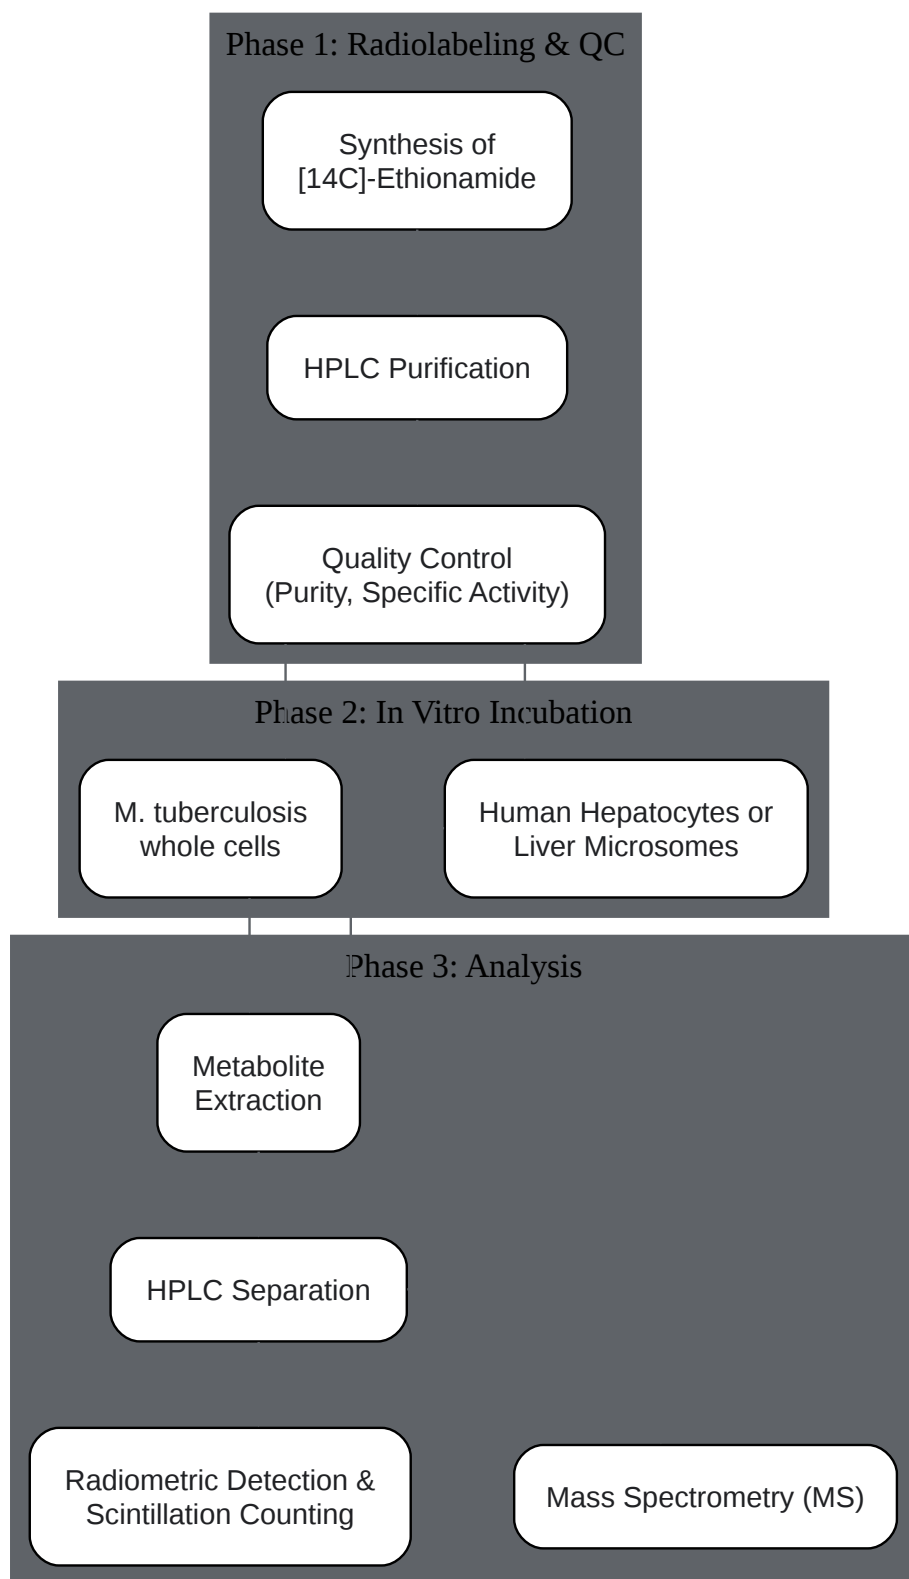 Phase 1: Radiolabeling & QC
Synthesis of
[14C]-Ethionamide
HPLC Purification
Quality Control
(Purity, Specific Activity)
Phase 2: In Vitro Incubation
M. tuberculosis
whole cells
Human Hepatocytes or
Liver Microsomes
Phase 3: Analysis
Metabolite
Extraction
HPLC Separation
Radiometric Detection &
Scintillation Counting
Mass Spectrometry (MS)